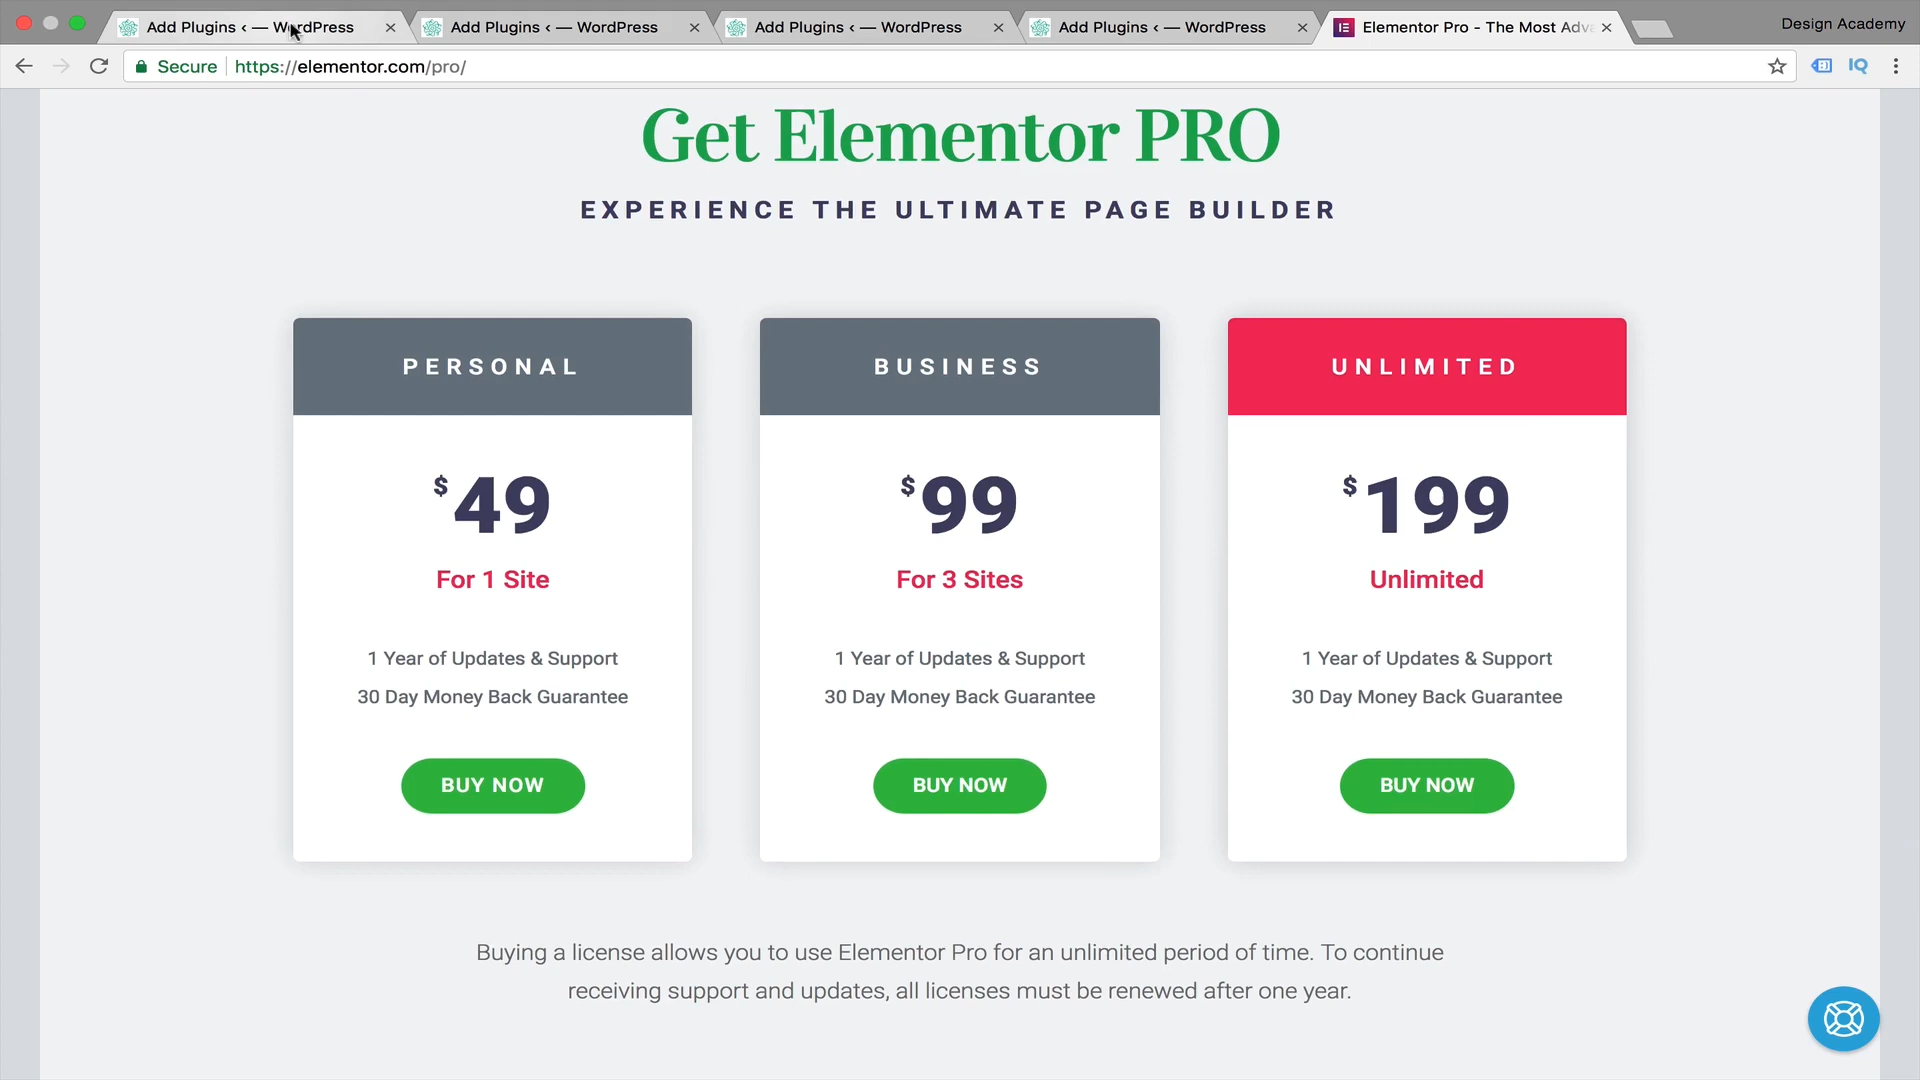 Add Plugins ‹ — WordPress
Add Plugins ‹ — WordPress
Add Plugins ‹ — WordPress
Add Plugins ‹ — WordPress
Elementor Pro - The Most Adva
Design Academy
Secure
https://elementor.com/pro/
IQ
Get Elementor PRO
EXPERIENCE THE ULTIMATE PAGE BUILDER
PERSONAL
$49
For 1 Site
1 Year of Updates & Support
30 Day Money Back Guarantee
BUY NOW
BUSINESS
$99
For 3 Sites
1 Year of Updates & Support
30 Day Money Back Guarantee
BUY NOW
UNLIMITED
$199
Unlimited
1 Year of Updates & Support
30 Day Money Back Guarantee
BUY NOW
Buying a license allows you to use Elementor Pro for an unlimited period of time. To continue
receiving support and updates, all licenses must be renewed after one year.